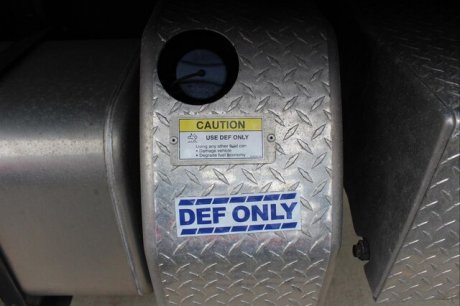 CAUTION
USE DEF ONLY
Using any other fluid can:
• Damage vehicle
• Degrade fuel economy
DEF ONLY